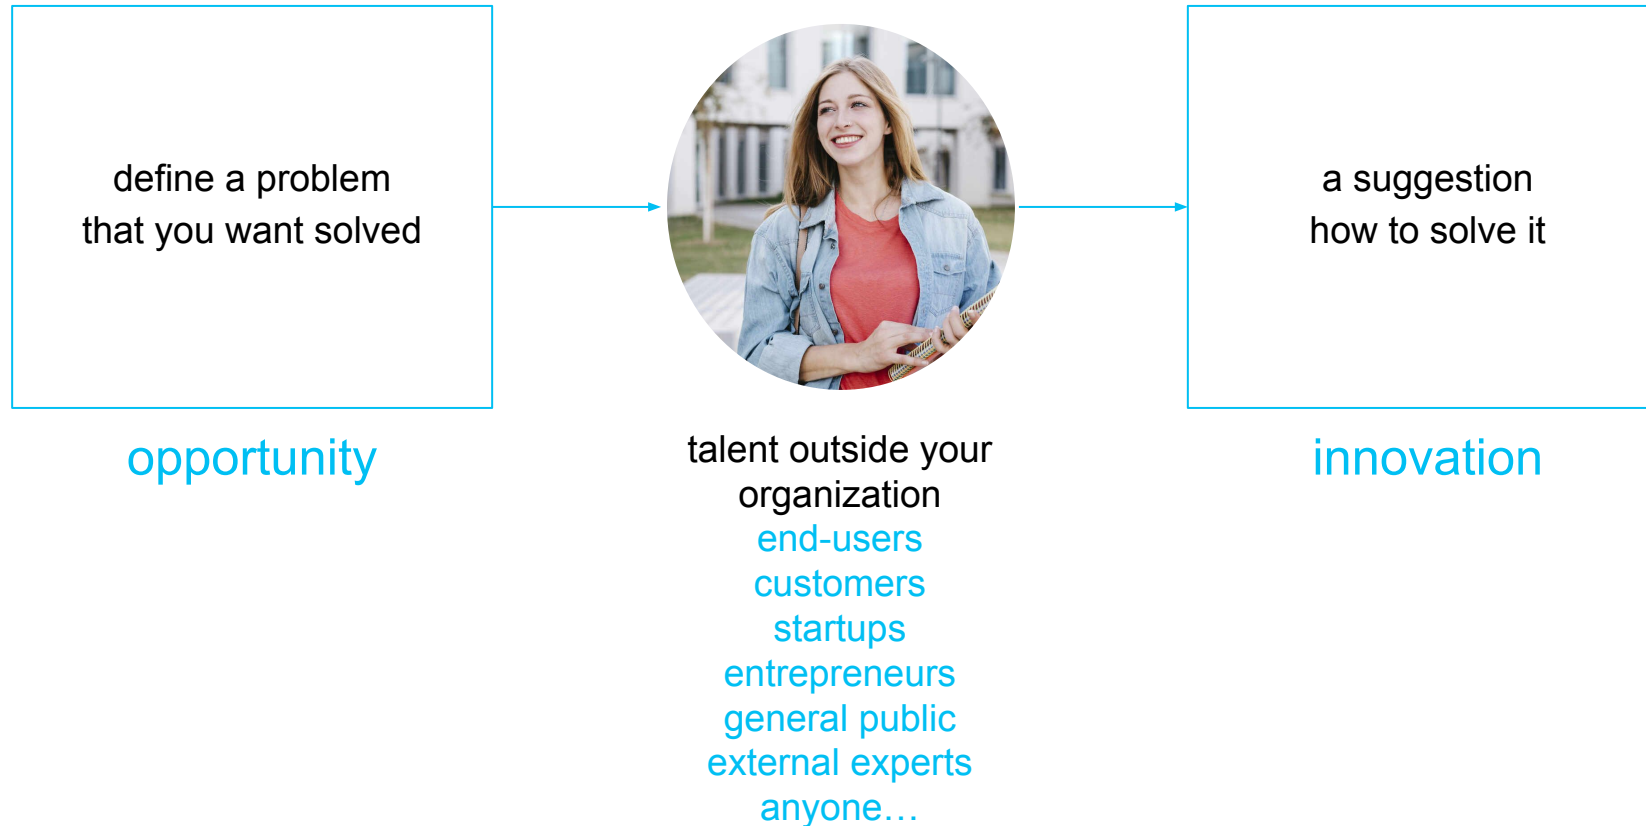 define a problem
that you want solved
opportunity
talent outside your
organization
end-users
customers
startups
entrepreneurs
general public
external experts
anyone…
a suggestion
how to solve it
innovation